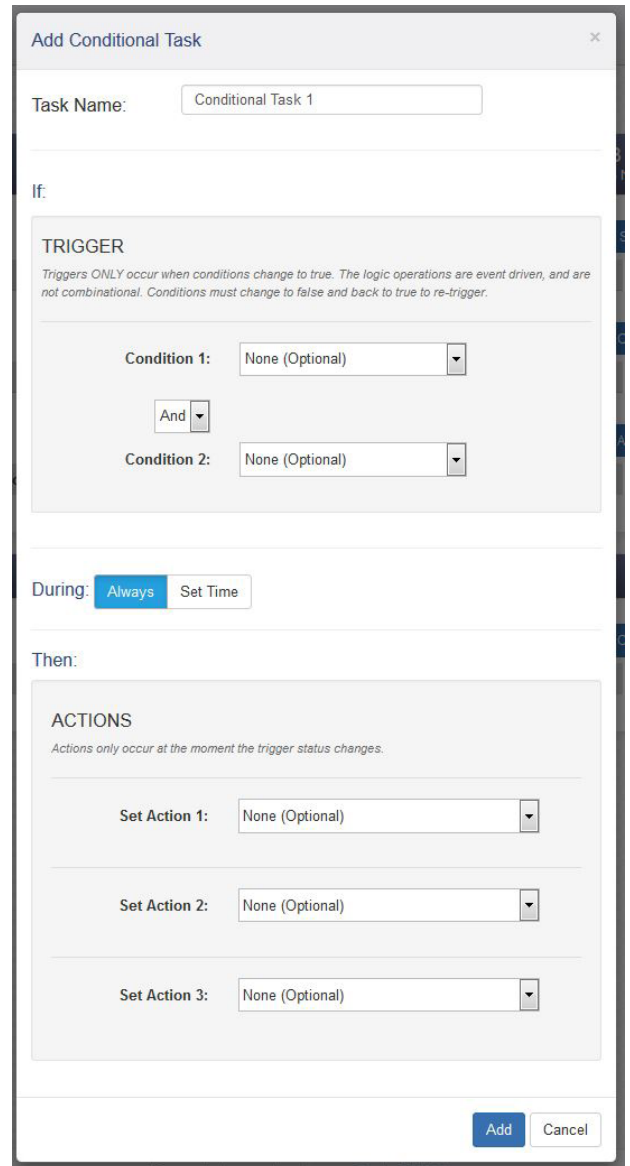 Add Conditional Task ×
Task Name: Conditional Task 1
If:
TRIGGER
Triggers ONLY occur when conditions change to true. The logic operations are event driven, and are
not combinational. Conditions must change to false and back to true to re-trigger.
Condition 1: None (Optional)
And
Condition 2: None (Optional)
During: Always Set Time
Then:
ACTIONS
Actions only occur at the moment the trigger status changes.
Set Action 1: None (Optional)
Set Action 2: None (Optional)
Set Action 3: None (Optional)
Add Cancel